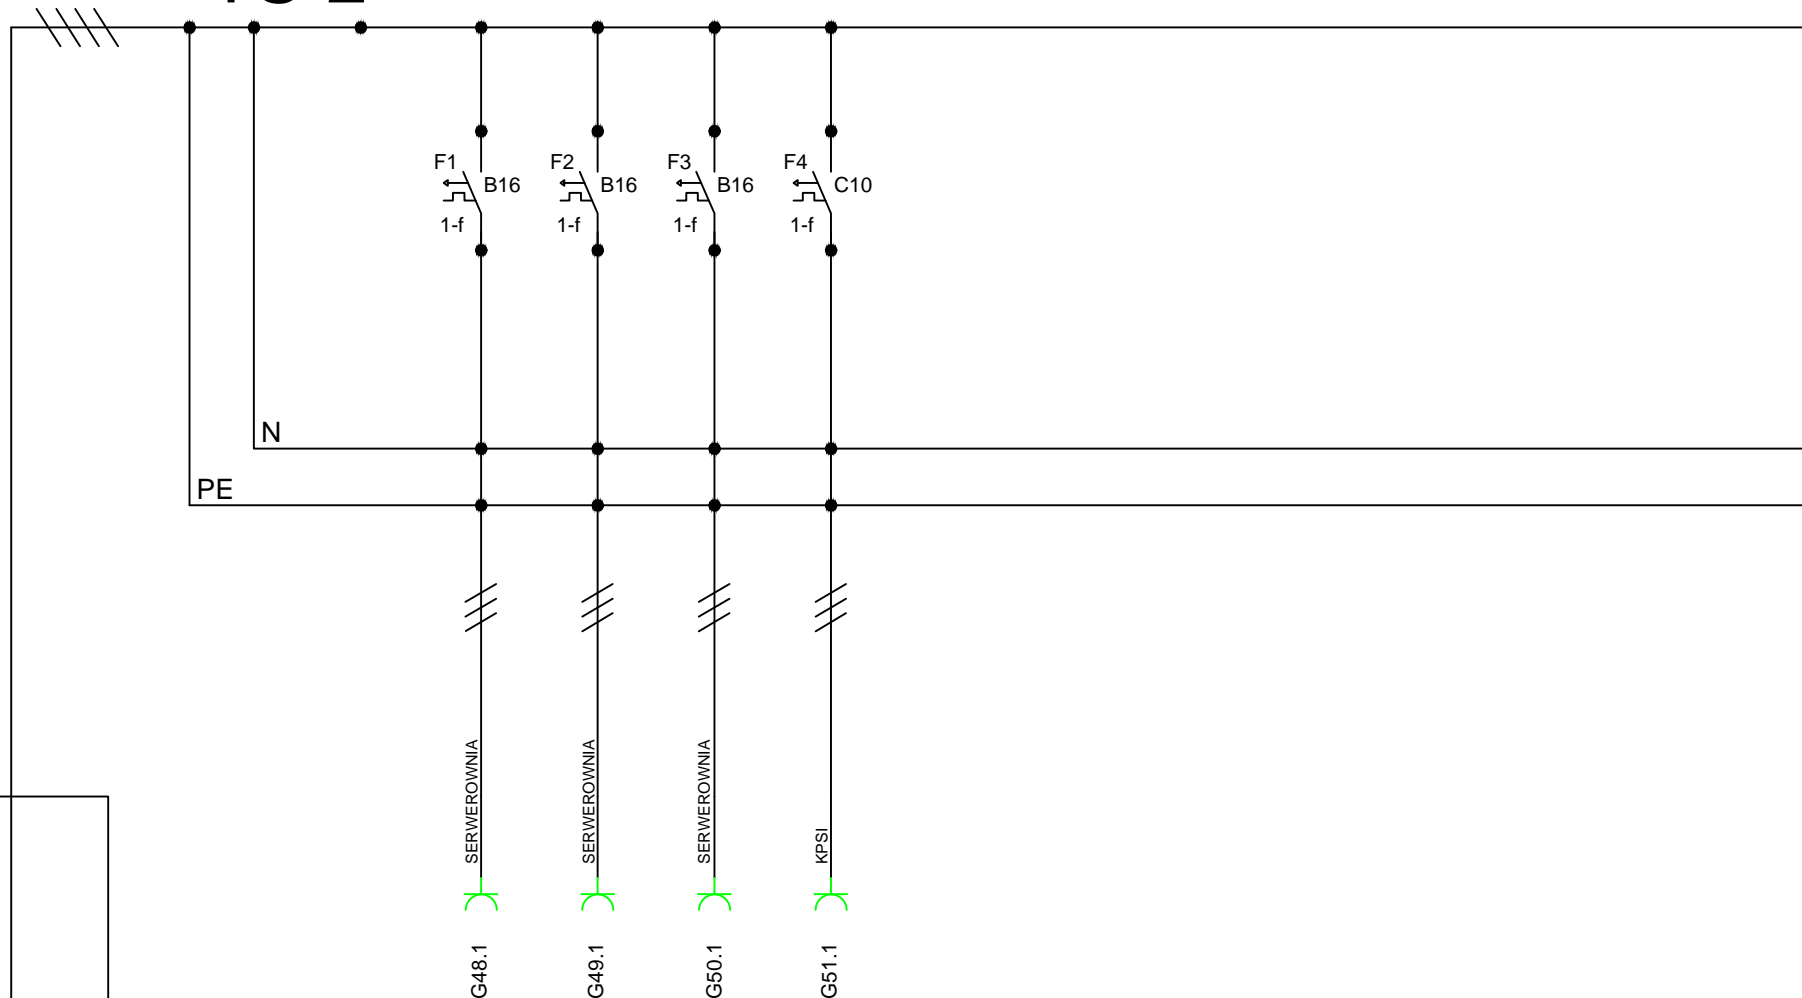 F1
B16
1-f
F2
B16
1-f
F3
B16
1-f
F4
C10
1-f
N
PE
SERWEROWNIA
SERWEROWNIA
SERWEROWNIA
KPSI
G48.1
G49.1
G50.1
G51.1